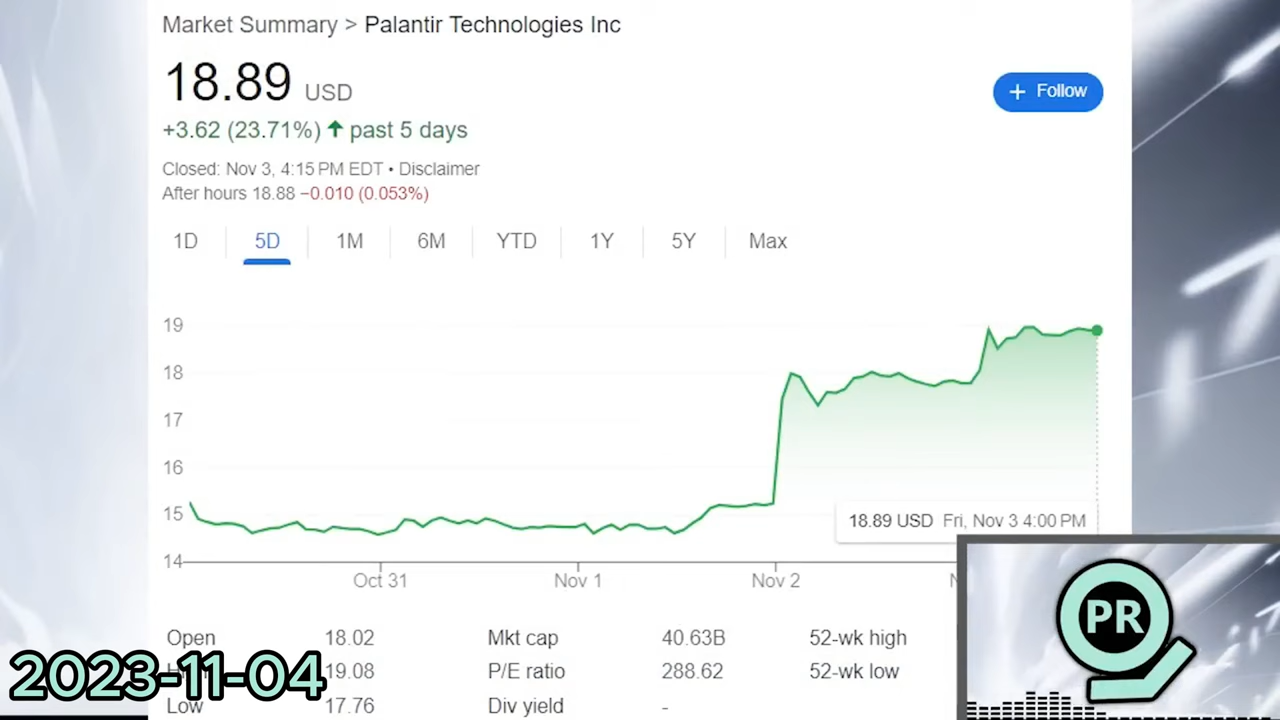 Market Summary > Palantir Technologies Inc
18.89 USD
+ Follow
+3.62 (23.71%) ↑ past 5 days
Closed: Nov 3, 4:15 PM EDT • Disclaimer
After hours 18.88 −0.010 (0.053%)
1D 5D 1M 6M YTD 1Y 5Y Max
19
18
17
16
15
18.89 USD Fri, Nov 3 4:00 PM
14
Oct 31 Nov 1 Nov 2
PR
Open 18.02 Mkt cap 40.63B 52-wk high
19.08 P/E ratio 288.62 52-wk low
2023-11-04
Low 17.76 Div yield -